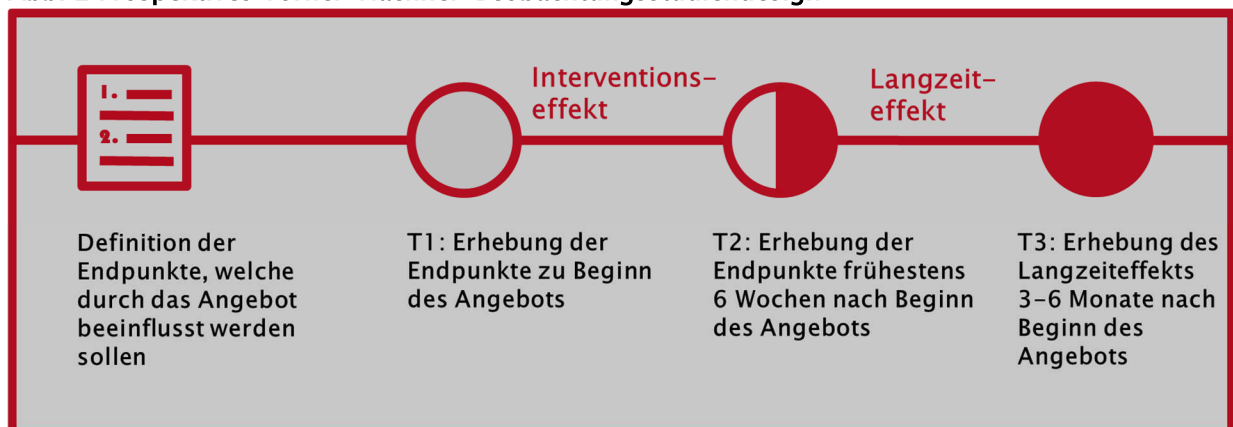 1.
2.
Interventions-
effekt
Langzeit-
effekt
Definition der
Endpunkte, welche
durch das Angebot
beeinflusst werden
sollen
T1: Erhebung der
Endpunkte zu Beginn
des Angebots
T2: Erhebung der
Endpunkte frühestens
6 Wochen nach Beginn
des Angebots
T3: Erhebung des
Langzeiteffekts
3–6 Monate nach
Beginn des
Angebots